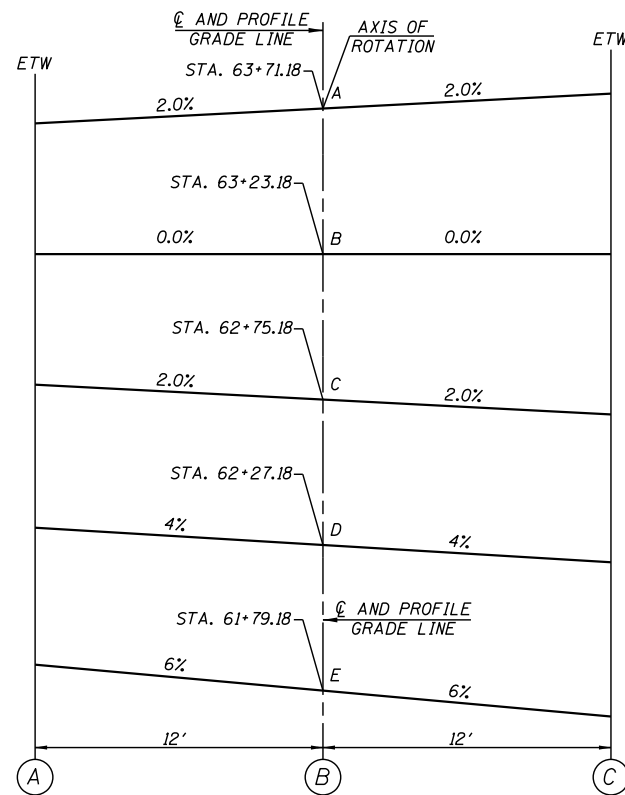 ℄ AND PROFILE
GRADE LINE
AXIS OF
ROTATION
ETW
ETW
STA. 63+71.18
A
2.0%
2.0%
STA. 63+23.18
B
0.0%
0.0%
STA. 62+75.18
C
2.0%
2.0%
STA. 62+27.18
D
4%
4%
STA. 61+79.18
℄ AND PROFILE
GRADE LINE
E
6%
6%
12'
12'
A
B
C